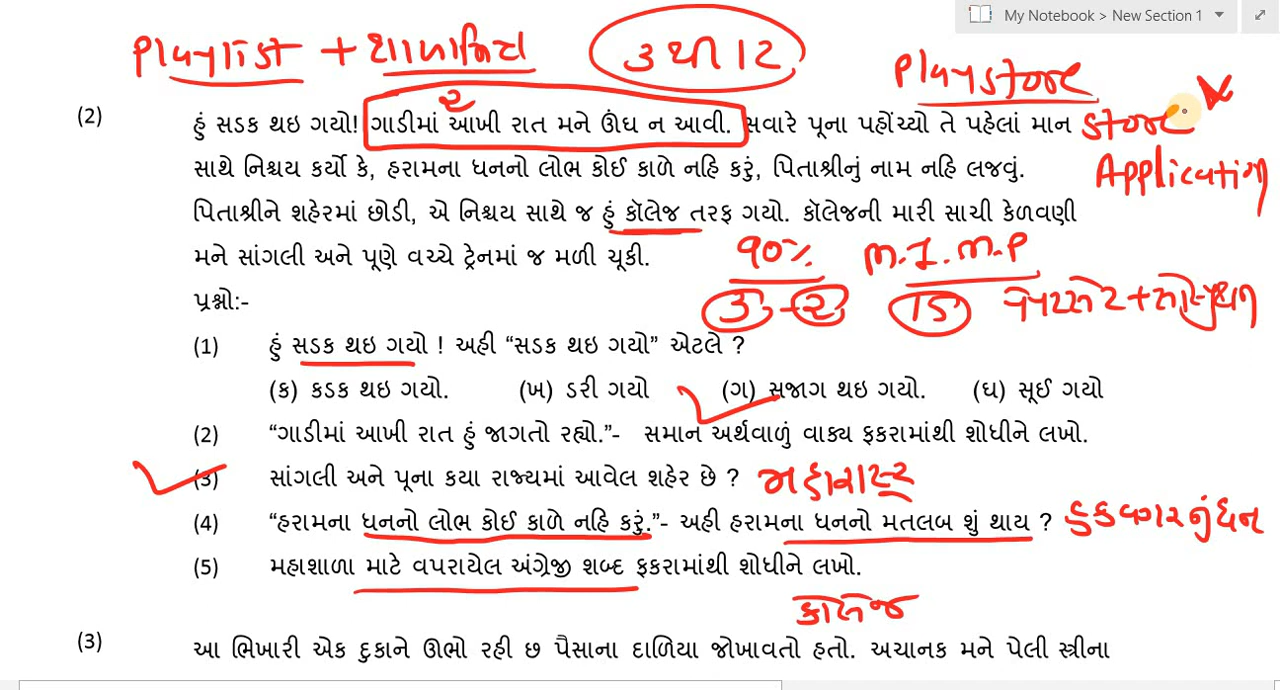 My Notebook > New Section 1
Playlist + શાળામિત્ર
૩ થી 12
Playstore
(2)
૨
હું સડક થઇ ગયો! ગાડીમાં આખી રાત મને ઊંઘ ન આવી. સવારે પૂના પહોંચ્યો તે પહેલાં માન
Store
સાથે નિશ્ચય કર્યો કે, હરામના ધનનો લોભ કોઈ કાળે નહિ કરું, પિતાશ્રીનું નામ નહિ લજવું.
Application
પિતાશ્રીને શહેરમાં છોડી, એ નિશ્ચય સાથે જ હું કૉલેજ તરફ ગયો. કૉલેજની મારી સાચી કેળવણી
મને સાંગલી અને પૂણે વચ્ચે ટ્રેનમાં જ મળી ચૂકી.
90% M.I.M.P
પ્રશ્નો:-
૩ - ૨ 15
(1) હું સડક થઇ ગયો ! અહી “સડક થઇ ગયો” એટલે ?
(ક) કડક થઇ ગયો. (ખ) ડરી ગયો (ગ) સજાગ થઇ ગયો. (ઘ) સૂઈ ગયો
(2) “ગાડીમાં આખી રાત હું જાગતો રહ્યો.”- સમાન અર્થવાળું વાક્ય ફકરામાંથી શોધીને લખો.
(3) સાંગલી અને પૂના કયા રાજ્યમાં આવેલ શહેર છે ? મહારાષ્ટ્ર
(4) “હરામના ધનનો લોભ કોઈ કાળે નહિ કરું.”- અહી હરામના ધનનો મતલબ શું થાય ? હક વગરનું ધન
(5) મહાશાળા માટે વપરાયેલ અંગ્રેજી શબ્દ ફકરામાંથી શોધીને લખો.
કૉલેજ
(3) આ ભિખારી એક દુકાને ઊભો રહી છ પૈસાના દાળિયા જોખાવતો હતો. અચાનક મને પેલી સ્ત્રીના